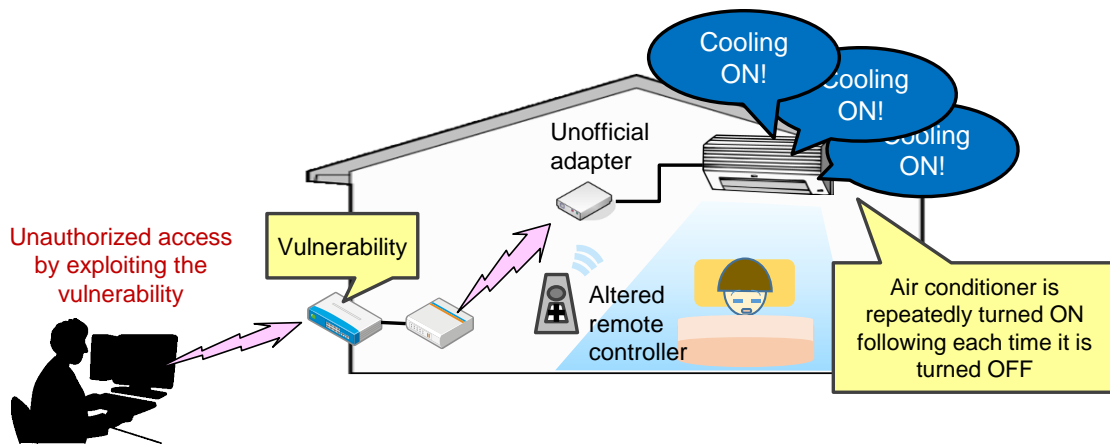 Cooling
ON!
Cooling
ON!
Cooling
ON!
Unofficial
adapter
Unauthorized access
by exploiting the
vulnerability
Vulnerability
Altered
remote
controller
Air conditioner is
repeatedly turned ON
following each time it is
turned OFF